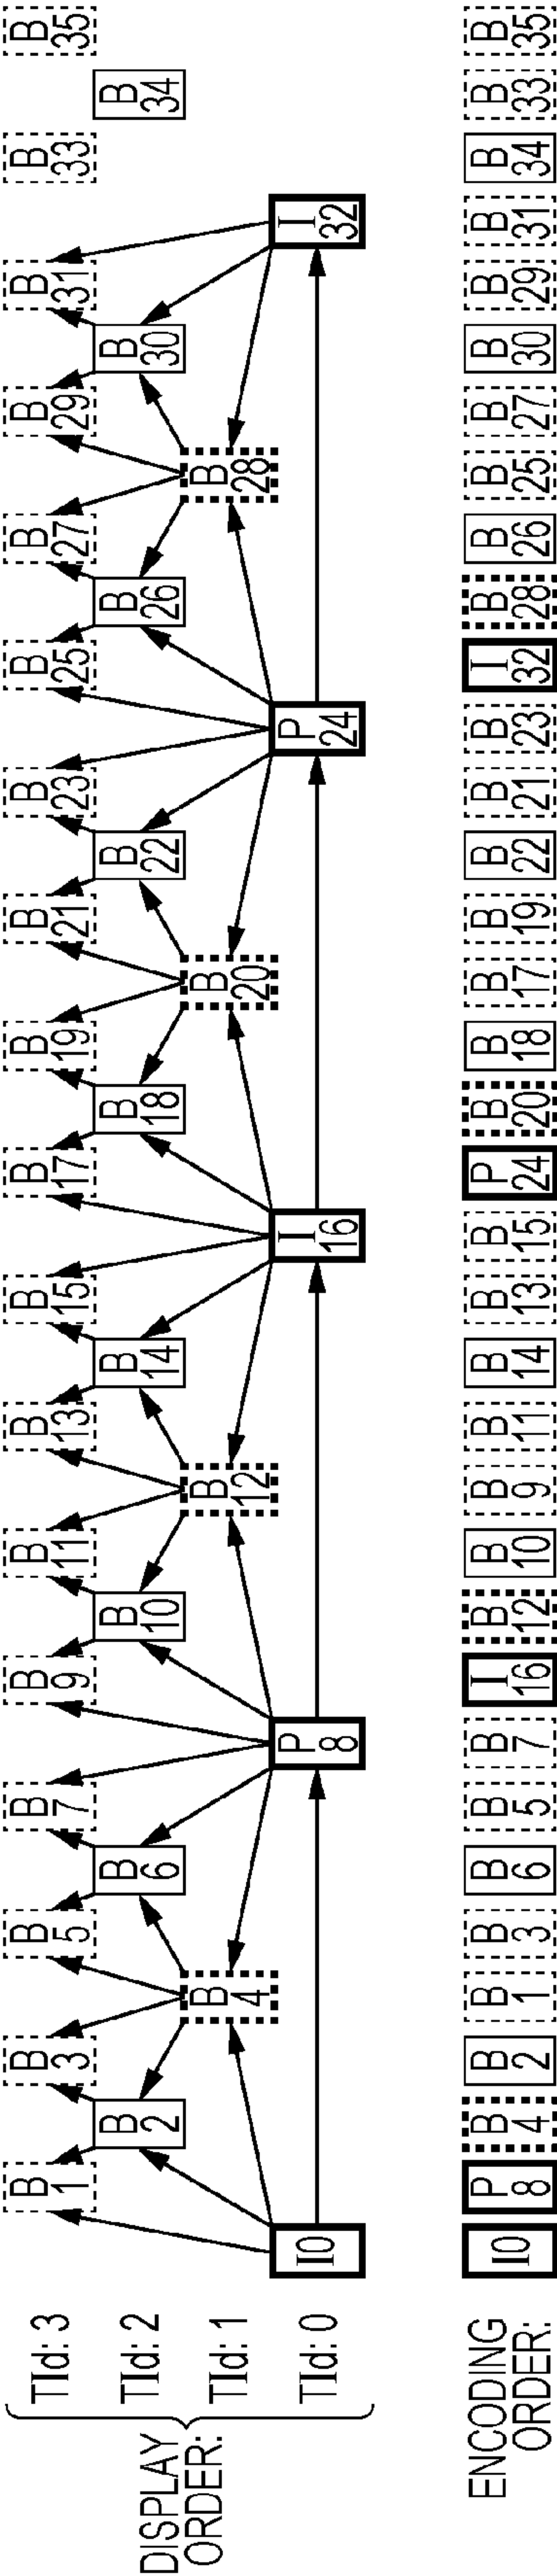 DISPLAY
ORDER:
TId: 3
B 1
B 3
B 5
B 7
B 9
B 11
B 13
B 15
B 17
B 19
B 21
B 23
B 25
B 27
B 29
B 31
B 33
B 35
TId: 2
B 2
B 6
B 10
B 14
B 18
B 22
B 26
B 30
B 34
TId: 1
B 4
B 12
B 20
B 28
TId: 0
I0
P 8
I 16
P 24
I 32
ENCODING
ORDER:
I0
P 8
B 4
B 2
B 1
B 3
B 6
B 5
B 7
I 16
B 12
B 10
B 9
B 11
B 14
B 13
B 15
P 24
B 20
B 18
B 17
B 19
B 22
B 21
B 23
I 32
B 28
B 26
B 25
B 27
B 30
B 29
B 31
B 34
B 33
B 35